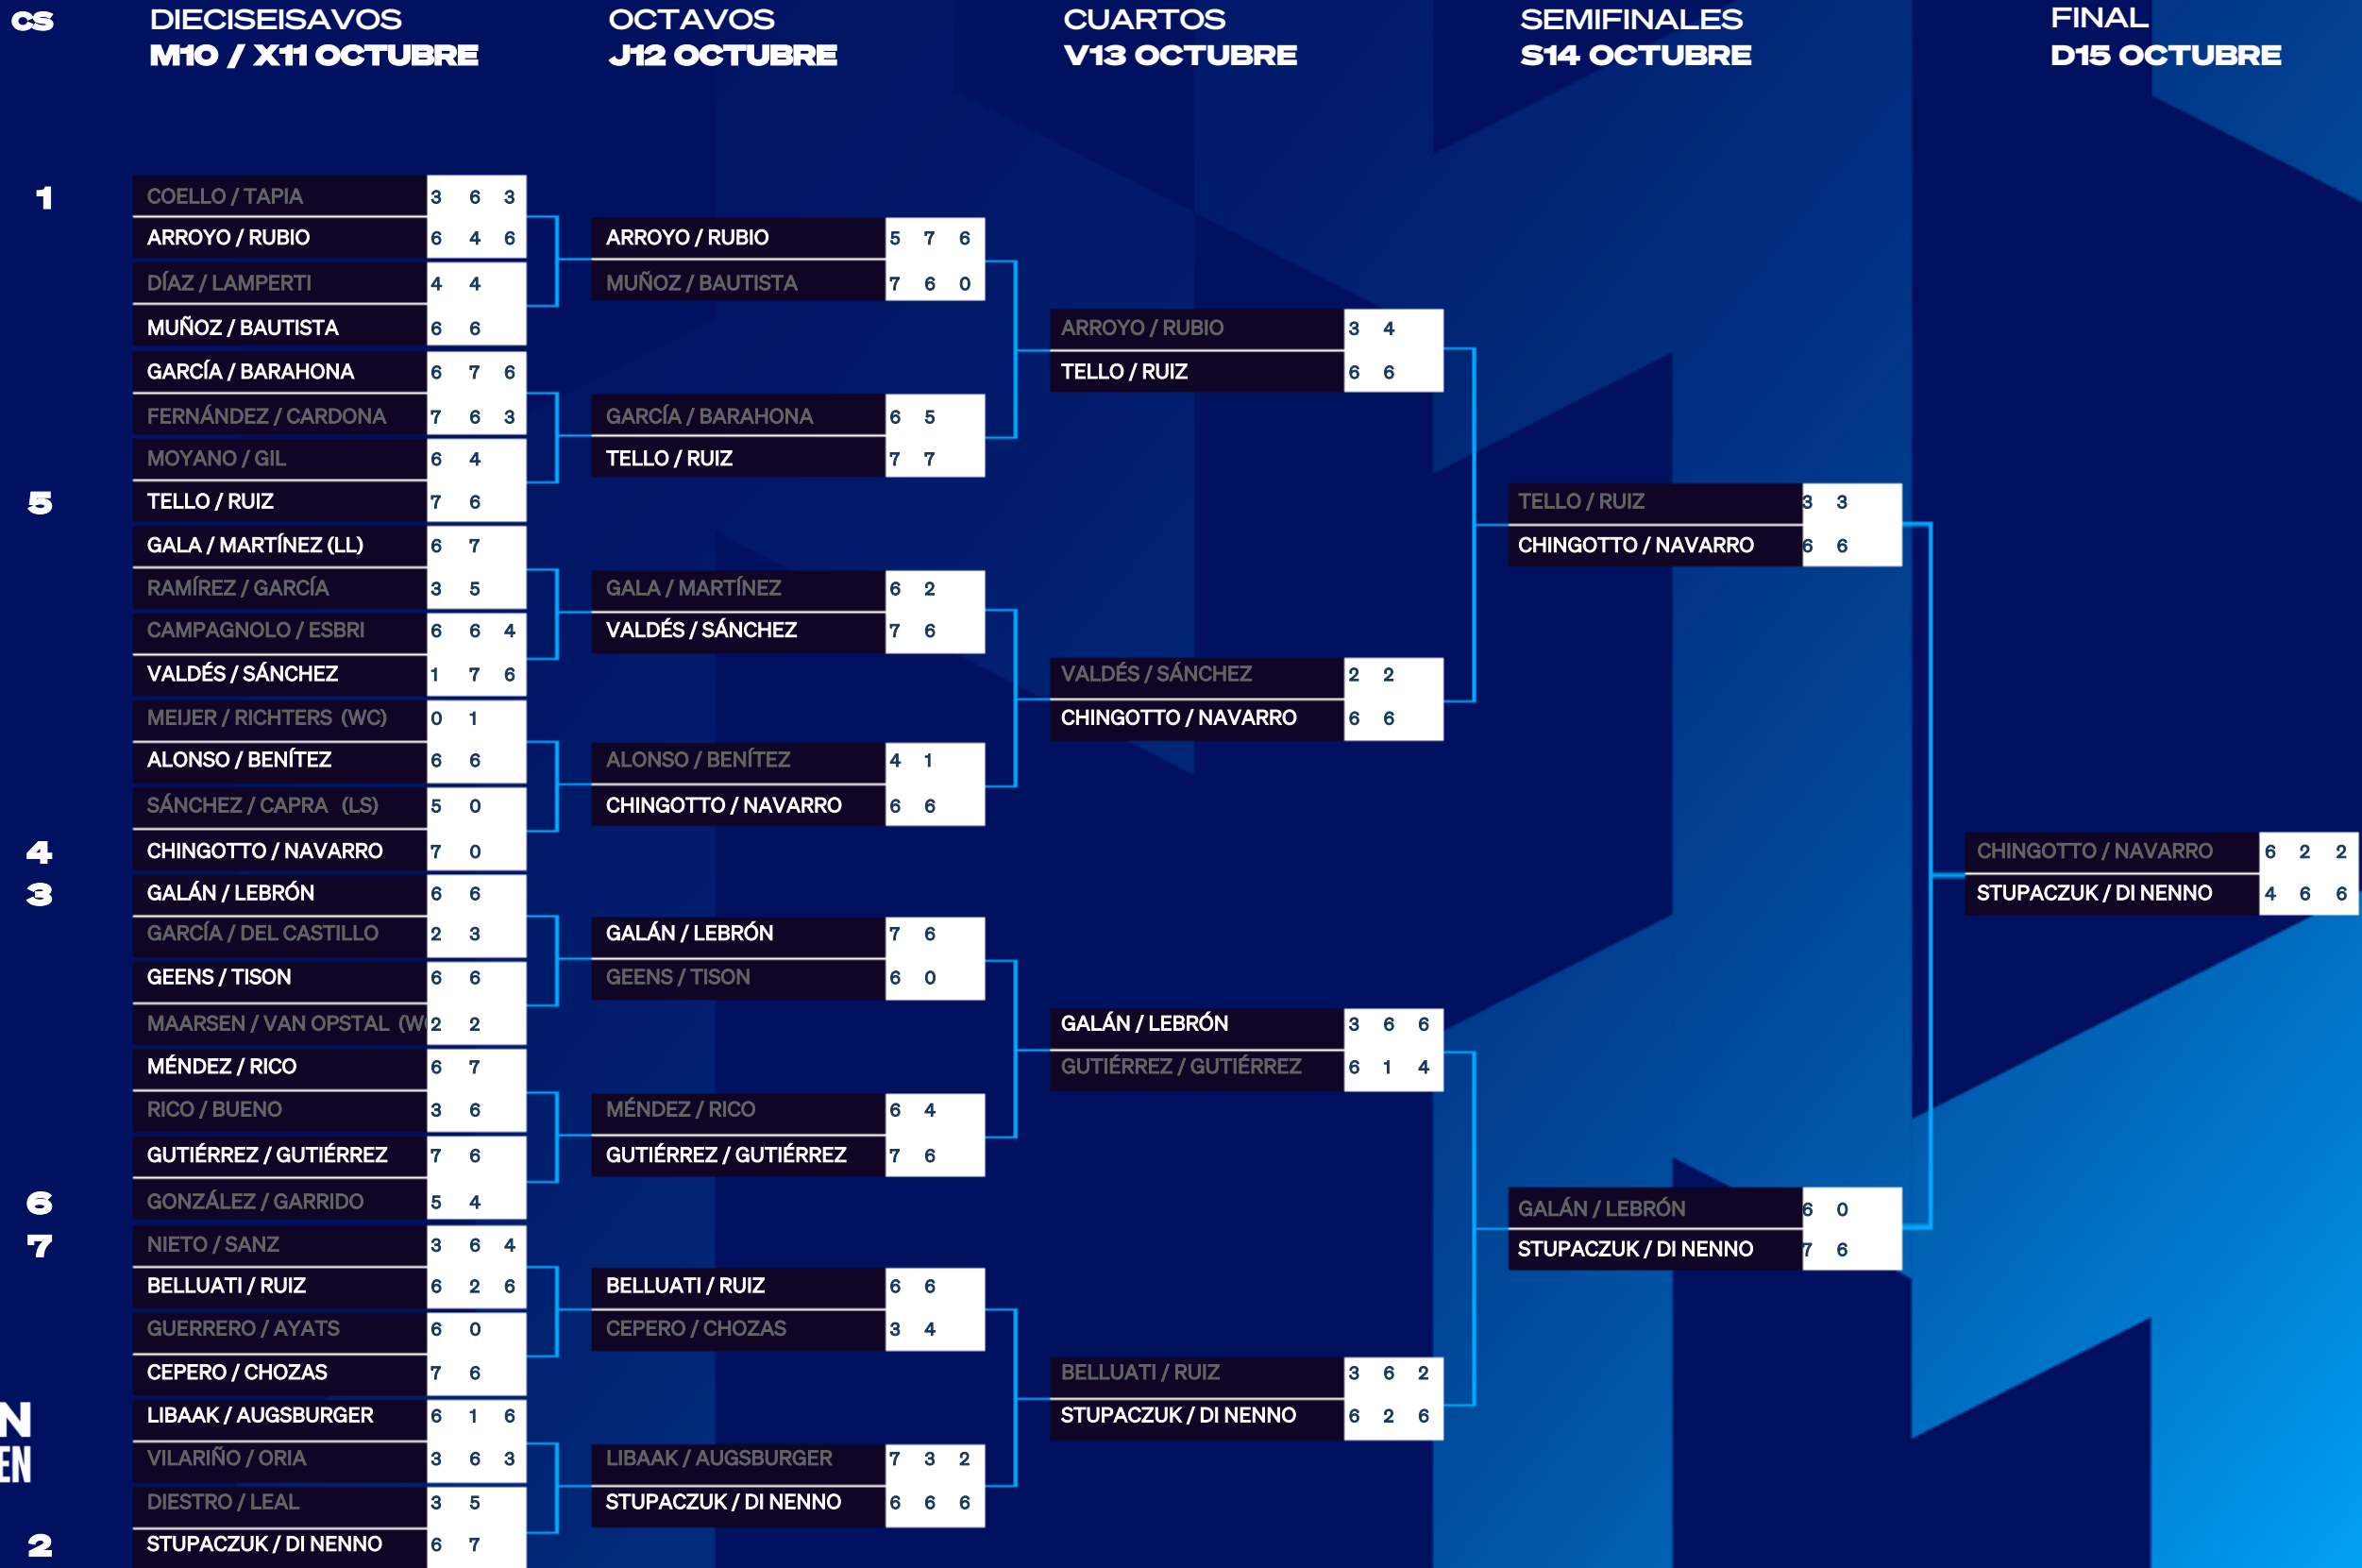 CS
DIECISEISAVOS
M10 / X11 OCTUBRE
OCTAVOS
J12 OCTUBRE
CUARTOS
V13 OCTUBRE
SEMIFINALES
S14 OCTUBRE
FINAL
D15 OCTUBRE
1
COELLO / TAPIA 3 6 3
ARROYO / RUBIO 6 4 6
DÍAZ / LAMPERTI 4 4
MUÑOZ / BAUTISTA 6 6
GARCÍA / BARAHONA 6 7 6
FERNÁNDEZ / CARDONA 7 6 3
MOYANO / GIL 6 4
5
TELLO / RUIZ 7 6
GALA / MARTÍNEZ (LL) 6 7
RAMÍREZ / GARCÍA 3 5
CAMPAGNOLO / ESBRI 6 6 4
VALDÉS / SÁNCHEZ 1 7 6
MEIJER / RICHTERS (WC) 0 1
ALONSO / BENÍTEZ 6 6
SÁNCHEZ / CAPRA (LS) 5 0
4
CHINGOTTO / NAVARRO 7 0
3
GALÁN / LEBRÓN 6 6
GARCÍA / DEL CASTILLO 2 3
GEENS / TISON 6 6
MAARSEN / VAN OPSTAL (W 2 2
MÉNDEZ / RICO 6 7
RICO / BUENO 3 6
GUTIÉRREZ / GUTIÉRREZ 7 6
6
GONZÁLEZ / GARRIDO 5 4
7
NIETO / SANZ 3 6 4
BELLUATI / RUIZ 6 2 6
GUERRERO / AYATS 6 0
CEPERO / CHOZAS 7 6
LIBAAK / AUGSBURGER 6 1 6
VILARIÑO / ORIA 3 6 3
DIESTRO / LEAL 3 5
2
STUPACZUK / DI NENNO 6 7
ARROYO / RUBIO 5 7 6
MUÑOZ / BAUTISTA 7 6 0
GARCÍA / BARAHONA 6 5
TELLO / RUIZ 7 7
GALA / MARTÍNEZ 6 2
VALDÉS / SÁNCHEZ 7 6
ALONSO / BENÍTEZ 4 1
CHINGOTTO / NAVARRO 6 6
GALÁN / LEBRÓN 7 6
GEENS / TISON 6 0
MÉNDEZ / RICO 6 4
GUTIÉRREZ / GUTIÉRREZ 7 6
BELLUATI / RUIZ 6 6
CEPERO / CHOZAS 3 4
LIBAAK / AUGSBURGER 7 3 2
STUPACZUK / DI NENNO 6 6 6
ARROYO / RUBIO 3 4
TELLO / RUIZ 6 6
VALDÉS / SÁNCHEZ 2 2
CHINGOTTO / NAVARRO 6 6
GALÁN / LEBRÓN 3 6 6
GUTIÉRREZ / GUTIÉRREZ 6 1 4
BELLUATI / RUIZ 3 6 2
STUPACZUK / DI NENNO 6 2 6
TELLO / RUIZ 3 3
CHINGOTTO / NAVARRO 6 6
GALÁN / LEBRÓN 6 0
STUPACZUK / DI NENNO 7 6
CHINGOTTO / NAVARRO 6 2 2
STUPACZUK / DI NENNO 4 6 6
N
EN